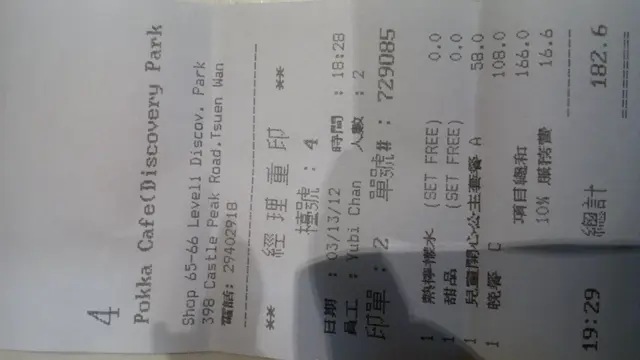 4
Pokka Cafe(Discovery Park
Shop 65-66 Level1 Discov. Park
398 Castle Peak Road,Tsuen Wan
電話: 29402918
** 經理重印 **
檯號: 4
日期 : 03/13/12 時間 : 18:28
員工 : Yubi Chan 人數 : 2
印單 : 2 單號# : 729085
1 熱檸檬水 (SET FREE) 0.0
1 甜品 (SET FREE) 0.0
1 兒童開心公主套餐 A 58.0
1 晚餐 C 108.0
項目總和 166.0
10% 服務費 16.6
19:29 總計 182.6